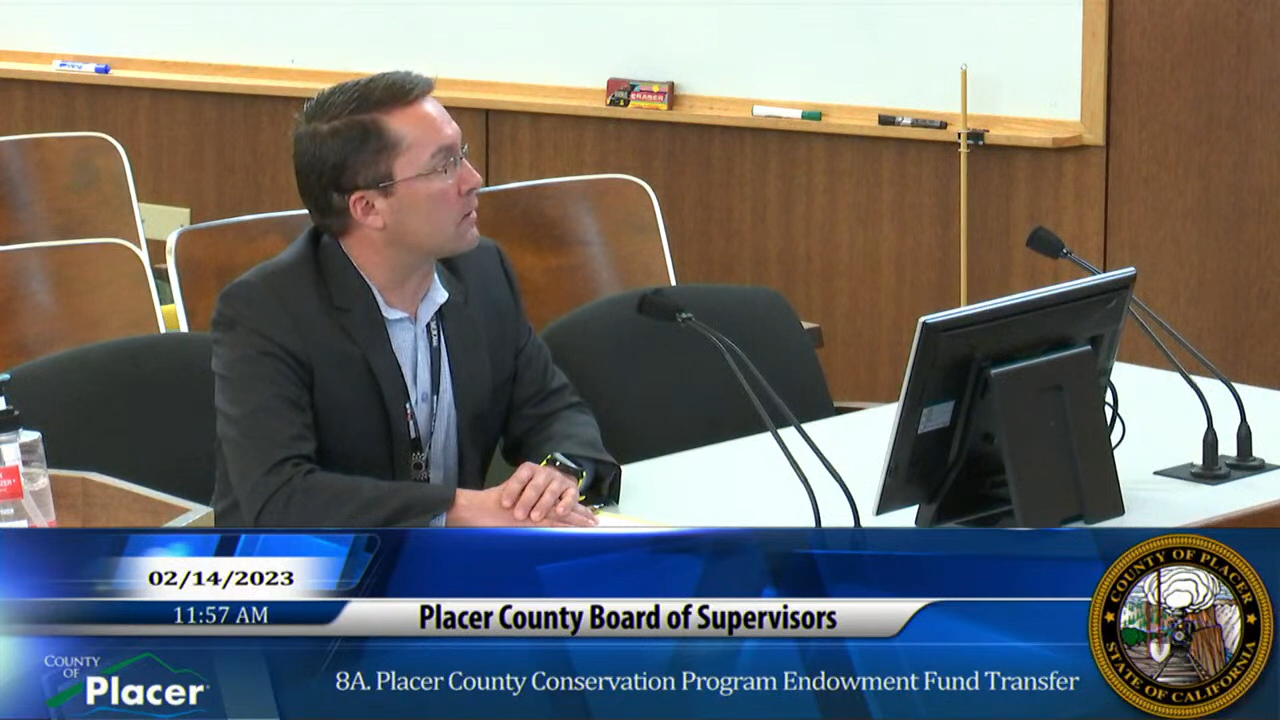 ERASER
02/14/2023
11:57 AM
Placer County Board of Supervisors
COUNTY
OF
Placer
8A. Placer County Conservation Program Endowment Fund Transfer
COUNTY OF PLACER
STATE OF CALIFORNIA